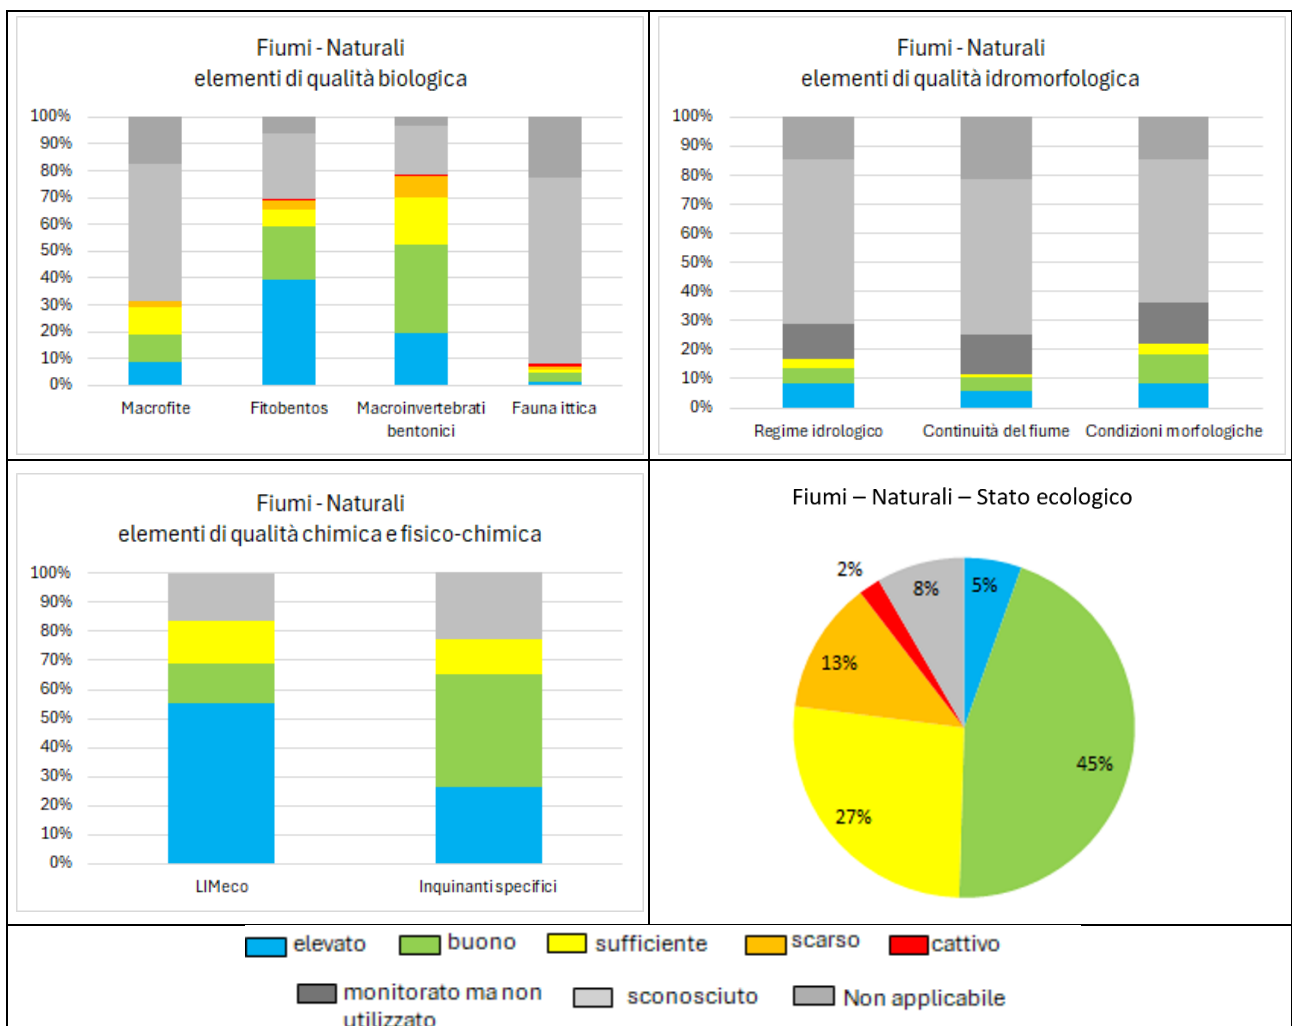 Fiumi - Naturali
elementi di qualità biologica
100%
90%
80%
70%
60%
50%
40%
30%
20%
10%
0%
Macrofite
Fitobentos
Macroinvertebrati
bentonici
Fauna ittica
Fiumi - Naturali
elementi di qualità idromorfologica
100%
90%
80%
70%
60%
50%
40%
30%
20%
10%
0%
Regime idrologico
Continuità del fiume
Condizioni morfologiche
Fiumi - Naturali
elementi di qualità chimica e fisico-chimica
100%
90%
80%
70%
60%
50%
40%
30%
20%
10%
0%
LIMeco
Inquinanti specifici
Fiumi – Naturali – Stato ecologico
2%
8%
5%
13%
45%
27%
elevato
buono
sufficiente
scarso
cattivo
monitorato ma non
utilizzato
sconosciuto
Non applicabile